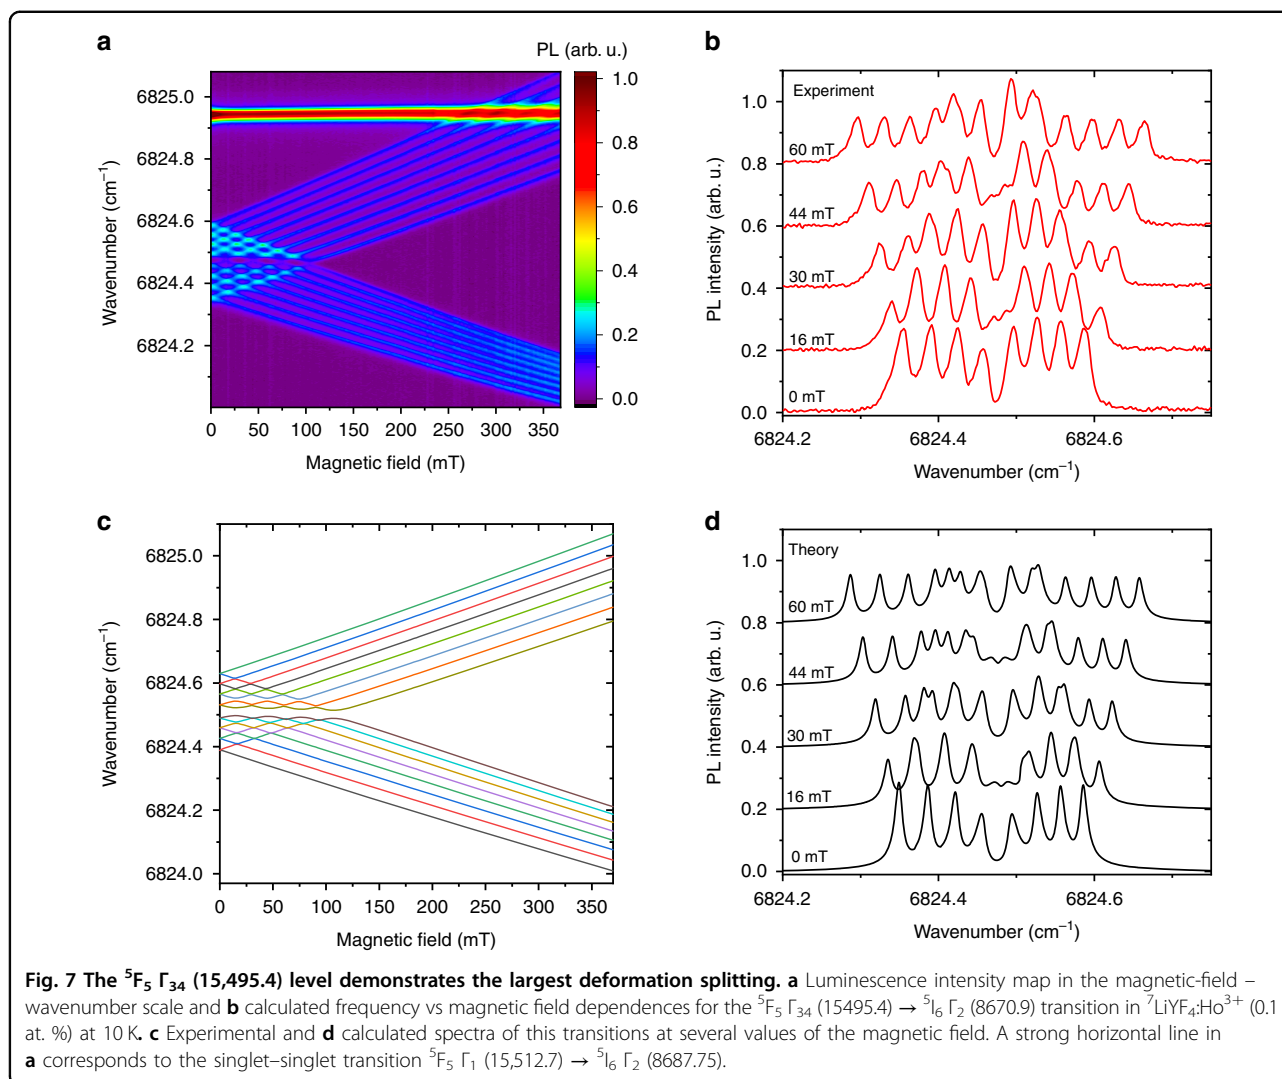 a
PL (arb. u.)
1.0
0.8
0.6
0.4
0.2
0.0
6825.0
6824.8
6824.6
6824.4
6824.2
Wavenumber (cm⁻¹)
0 50 100 150 200 250 300 350
Magnetic field (mT)
b
Experiment
60 mT
44 mT
30 mT
16 mT
0 mT
1.0
0.8
0.6
0.4
0.2
0.0
PL intensity (arb. u.)
6824.2 6824.4 6824.6
Wavenumber (cm⁻¹)
c
6825.0
6824.8
6824.6
6824.4
6824.2
6824.0
Wavenumber (cm⁻¹)
0 50 100 150 200 250 300 350
Magnetic field (mT)
d
Theory
60 mT
44 mT
30 mT
16 mT
0 mT
1.0
0.8
0.6
0.4
0.2
0.0
PL intensity (arb. u.)
6824.2 6824.4 6824.6
Wavenumber (cm⁻¹)
Fig. 7 The ⁵F₅ Γ₃₄ (15,495.4) level demonstrates the largest deformation splitting. a Luminescence intensity map in the magnetic-field –
wavenumber scale and b calculated frequency vs magnetic field dependences for the ⁵F₅ Γ₃₄ (15495.4) → ⁵I₆ Γ₂ (8670.9) transition in ⁷LiYF₄:Ho³⁺ (0.1
at. %) at 10 K. c Experimental and d calculated spectra of this transitions at several values of the magnetic field. A strong horizontal line in
a corresponds to the singlet–singlet transition ⁵F₅ Γ₁ (15,512.7) → ⁵I₆ Γ₂ (8687.75).